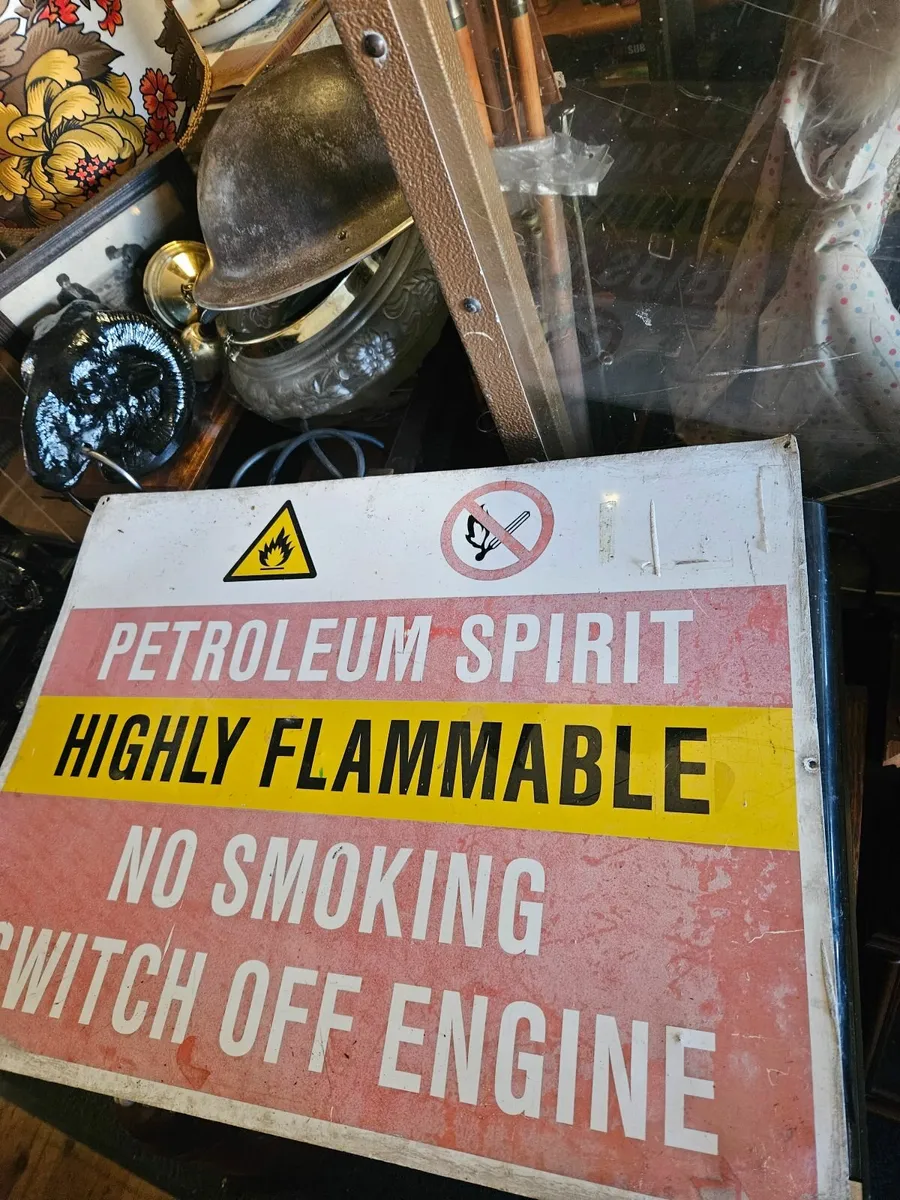 PETROLEUM SPIRIT
HIGHLY FLAMMABLE
NO SMOKING
SWITCH OFF ENGINE